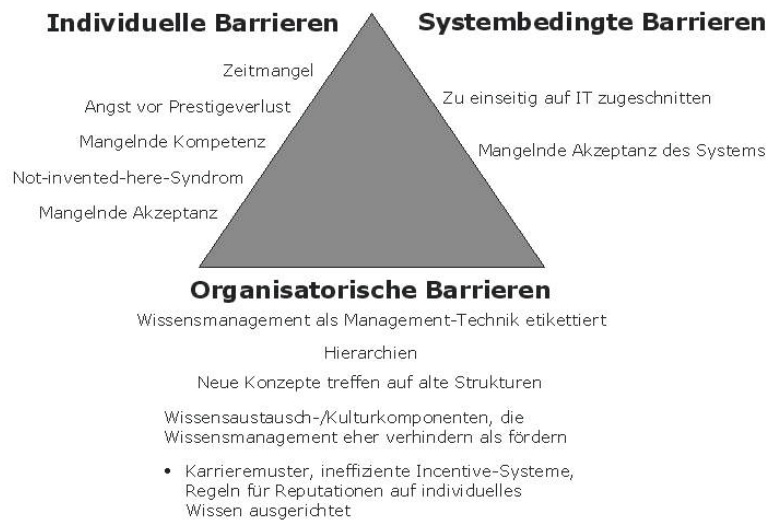 Individuelle Barrieren
Zeitmangel
Angst vor Prestigeverlust
Mangelnde Kompetenz
Not-invented-here-Syndrom
Mangelnde Akzeptanz
Systembedingte Barrieren
Zu einseitig auf IT zugeschnitten
Mangelnde Akzeptanz des Systems
Organisatorische Barrieren
Wissensmanagement als Management-Technik etikettiert
Hierarchien
Neue Konzepte treffen auf alte Strukturen
Wissensaustausch-/Kulturkomponenten, die
Wissensmanagement eher verhindern als fördern
• Karrieremuster, ineffiziente Incentive-Systeme,
Regeln für Reputationen auf individuelles
Wissen ausgerichtet